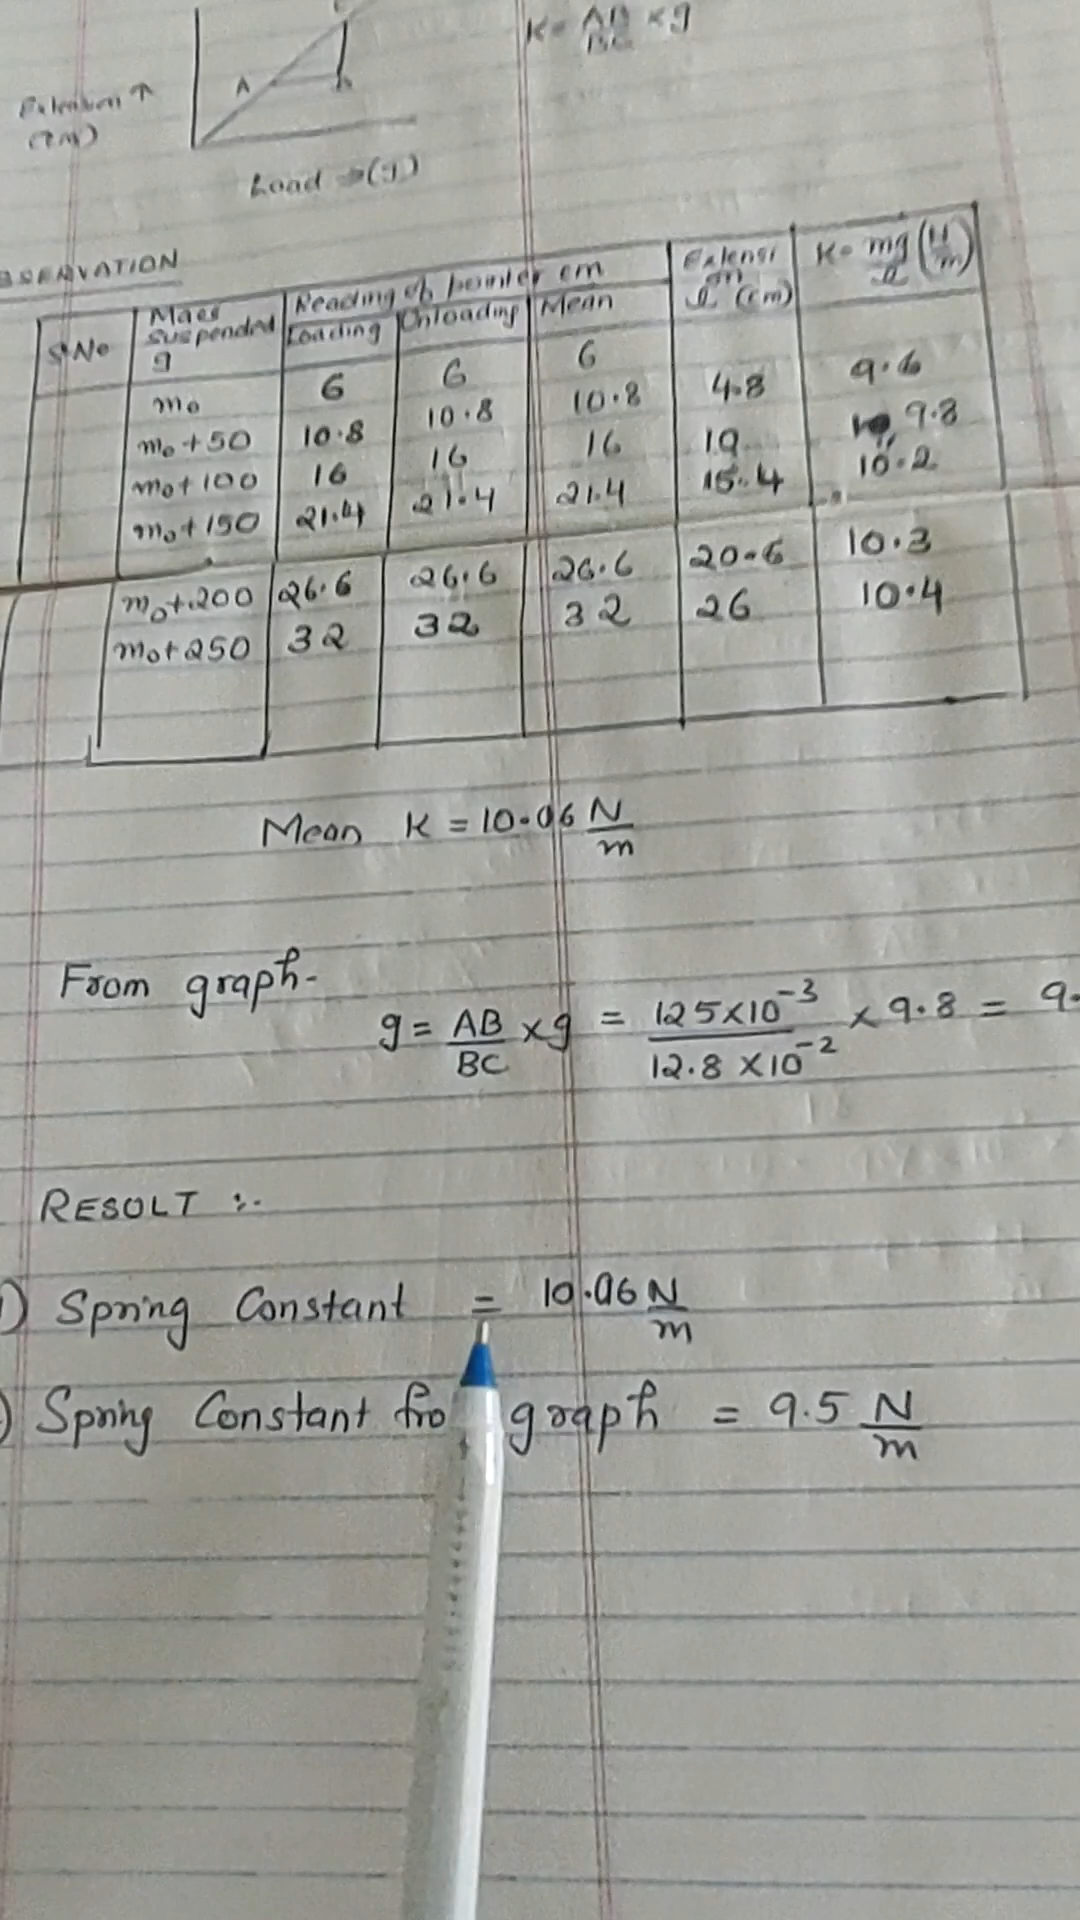 K= AB/BC × g
A
Extension ↑
(cm)
Load → (g)
BSERVATION
S.No | Mass suspended g | Reading of pointer cm | Extensi on l (cm) | K= mg/l (N/m)
Loading | Unloading | Mean
m₀ | 6 | 6 | 6
m₀+50 | 10.8 | 10.8 | 10.8 | 4.8 | 9.6
m₀+100 | 16 | 16 | 16 | 10 | 9.8
m₀+150 | 21.4 | 21.4 | 21.4 | 15.4 | 10.2
m₀+200 | 26.6 | 26.6 | 26.6 | 20.6 | 10.3
m₀+250 | 32 | 32 | 32 | 26 | 10.4
Mean K = 10.06 N/m
From graph-
g = AB/BC × g = 125×10⁻³/12.8×10⁻² × 9.8 = 9.
RESULT :-
) Spring Constant = 10.06 N/m
) Spring Constant fro graph = 9.5 N/m